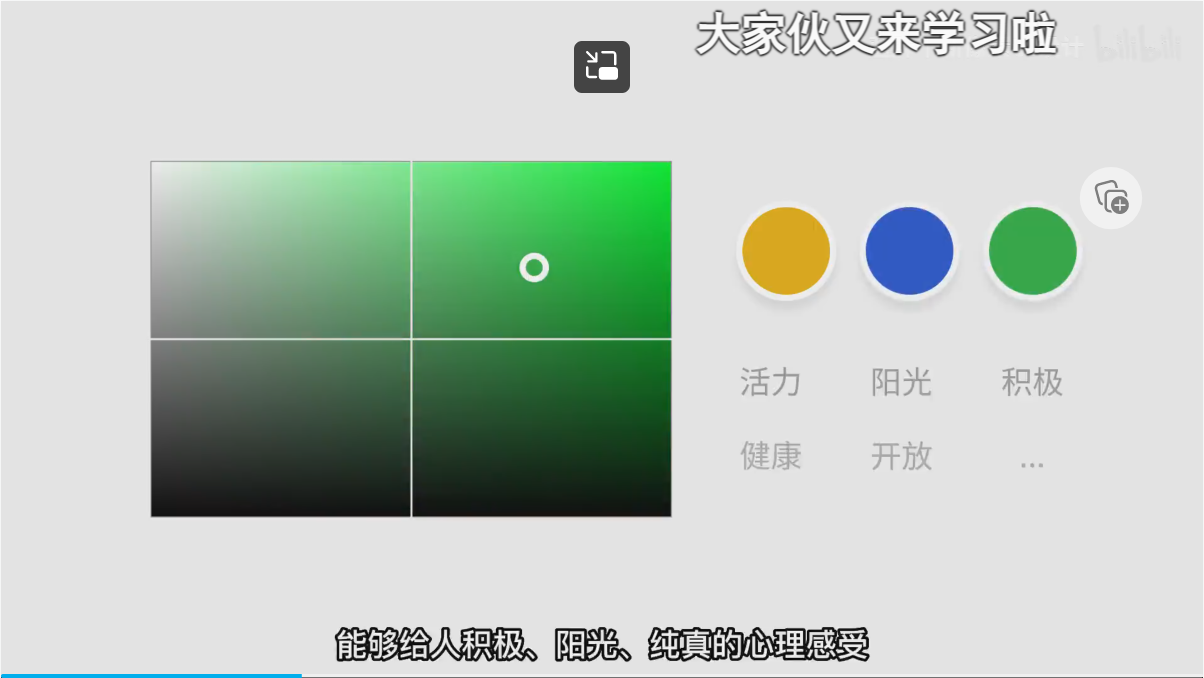 大家伙又来学习啦
bilibili
活力 阳光 积极
健康 开放 ...
能够给人积极、阳光、纯真的心理感受